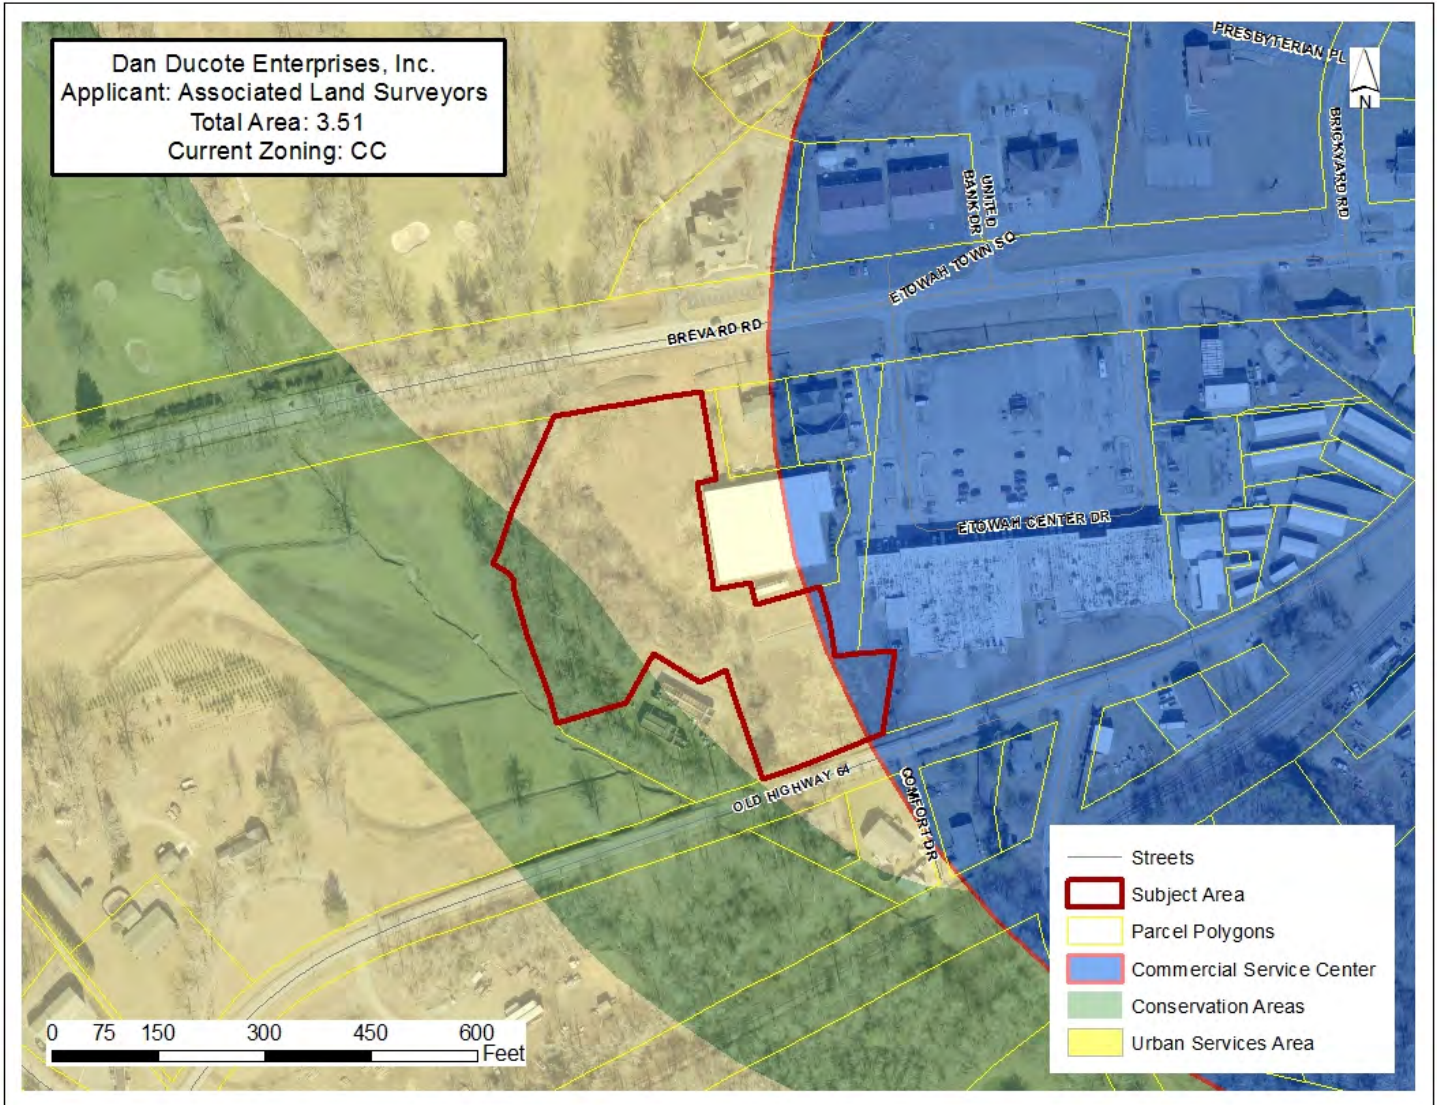 Dan Ducote Enterprises, Inc.
Applicant: Associated Land Surveyors
Total Area: 3.51
Current Zoning: CC
PRESBYTERIAN PL
N
BRICKYARD RD
UNITED
BANK DR
ETOWAH TOWN SQ
BREVARD RD
ETOWAH CENTER DR
OLD HIGHWAY 64
COMFORT DR
Streets
Subject Area
Parcel Polygons
Commercial Service Center
Conservation Areas
Urban Services Area
0 75 150 300 450 600
Feet